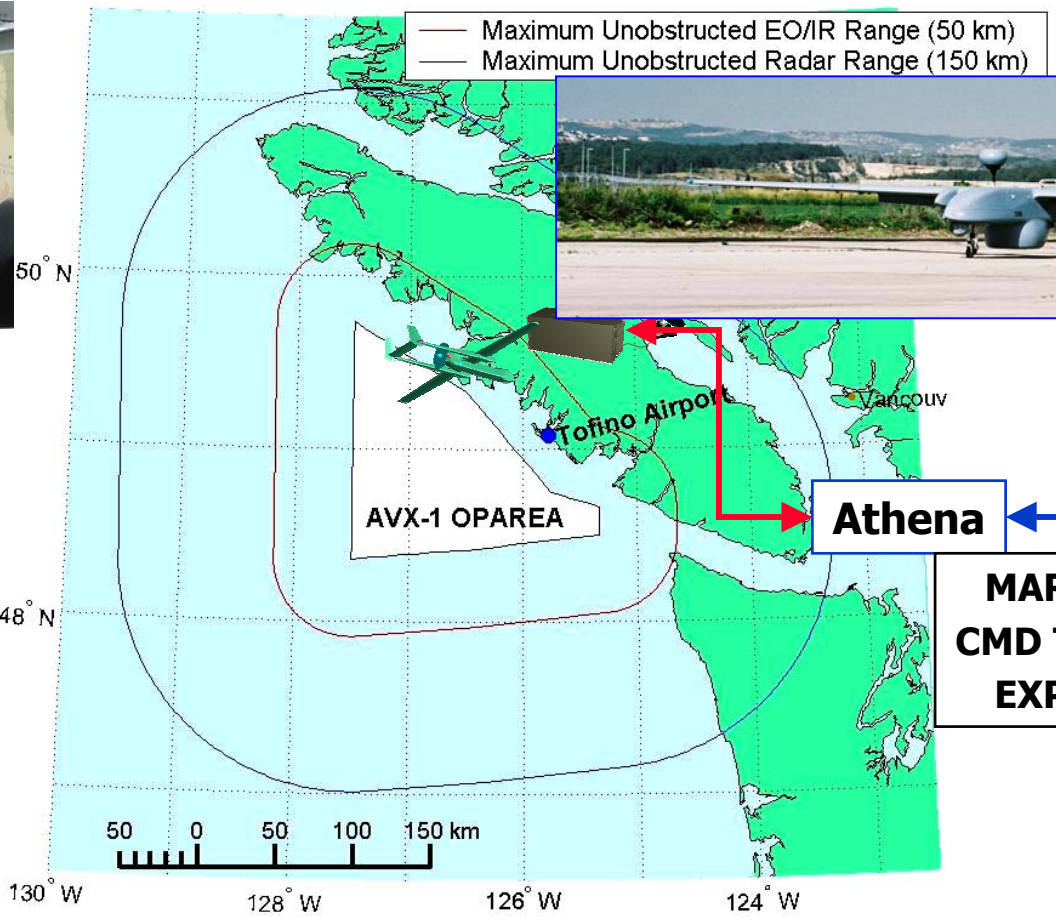 Maximum Unobstructed EO/IR Range (50 km)
Maximum Unobstructed Radar Range (150 km)
50° N
Tofino Airport
Vancouv
AVX-1 OPAREA
Athena
48° N
MAR
CMD
EXP
50 0 50 100 150 km
130° W
128° W
126° W
124° W